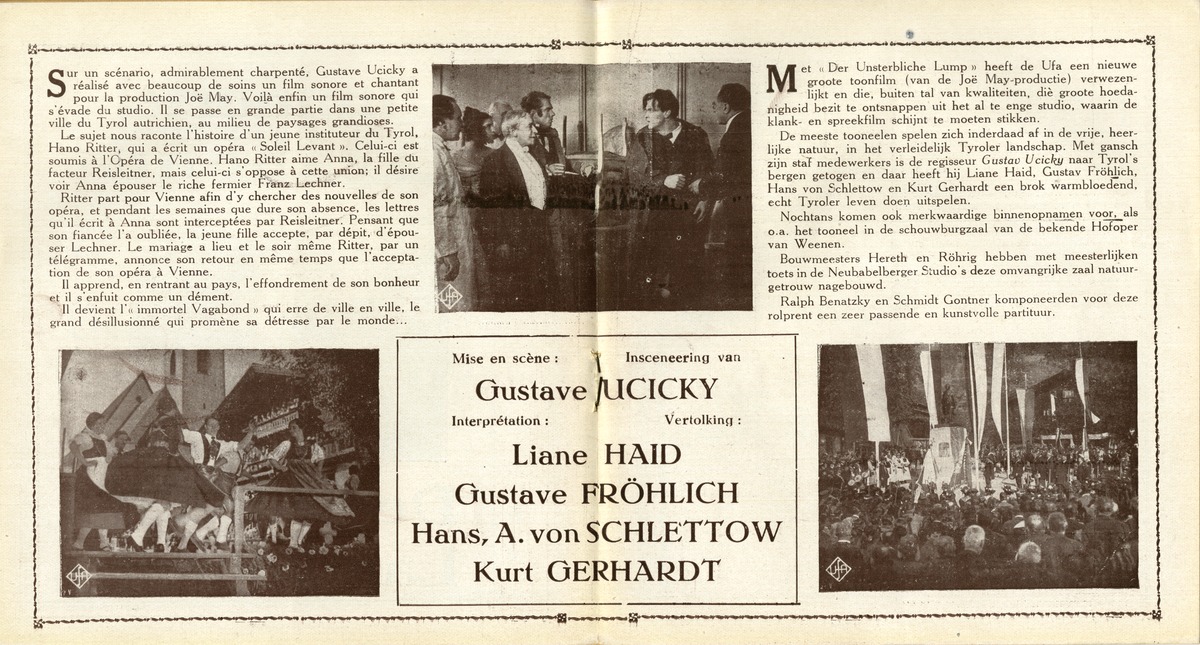 Sur un scénario, admirablement charpenté, Gustave Ucicky a
réalisé avec beaucoup de soins un film sonore et chantant
pour la production Joë May. Voilà enfin un film sonore qui
s'évade du studio. Il se passe en grande partie dans une petite
ville du Tyrol autrichien, au milieu de paysages grandioses.
Le sujet nous raconte l'histoire d'un jeune instituteur du Tyrol,
Hano Ritter, qui a écrit un opéra « Soleil Levant ». Celui-ci est
soumis à l'Opéra de Vienne. Hano Ritter aime Anna, la fille du
facteur Reisleitner, mais celui-ci s'oppose à cette union; il désire
voir Anna épouser le riche fermier Franz Lechner.
Ritter part pour Vienne afin d'y chercher des nouvelles de son
opéra, et pendant les semaines que dure son absence, les lettres
qu'il écrit à Anna sont interceptées par Reisleitner. Pensant que
son fiancée l'a oubliée, la jeune fille accepte, par dépit, d'épou-
ser Lechner. Le mariage a lieu et le soir même Ritter, par un
télégramme, annonce son retour en même temps que l'accepta-
tion de son opéra à Vienne.
Il apprend, en rentrant au pays, l'effondrement de son bonheur
et il s'enfuit comme un dément.
Il devient l'« immortel Vagabond » qui erre de ville en ville, le
grand désillusionné qui promène sa détresse par le monde...
UFA
Met « Der Unsterbliche Lump » heeft de Ufa een nieuwe
groote toonfilm (van de Joë May-productie) verwezen-
lijkt en die, buiten tal van kwaliteiten, diè groote hoeda-
nigheid bezit te ontsnappen uit het al te enge studio, waarin de
klank- en spreekfilm schijnt te moeten stikken.
De meeste tooneelen spelen zich inderdaad af in de vrije, heer-
lijke natuur, in het verleidelijk Tyroler landschap. Met gansch
zijn staf medewerkers is de regisseur Gustav Ucicky naar Tyrol's
bergen getogen en daar heeft hij Liane Haid, Gustav Fröhlich,
Hans von Schlettow en Kurt Gerhardt een brok warmbloedend,
echt Tyroler leven doen uitspelen.
Nochtans komen ook merkwaardige binnenopnamen voor, als
o.a. het tooneel in de schouwburgzaal van de bekende Hofoper
van Weenen.
Bouwmeesters Hereth en Röhrig hebben met meesterlijken
toets in de Neubabelberger Studio's deze omvangrijke zaal natuur-
getrouw nagebouwd.
Ralph Benatzky en Schmidt Gontner komponeerden voor deze
rolprent een zeer passende en kunstvolle partituur.
UFA
Mise en scène : Insceneering van
Gustave UCICKY
Interprétation : Vertolking :
Liane HAID
Gustave FRÖHLICH
Hans, A. von SCHLETTOW
Kurt GERHARDT
UFA